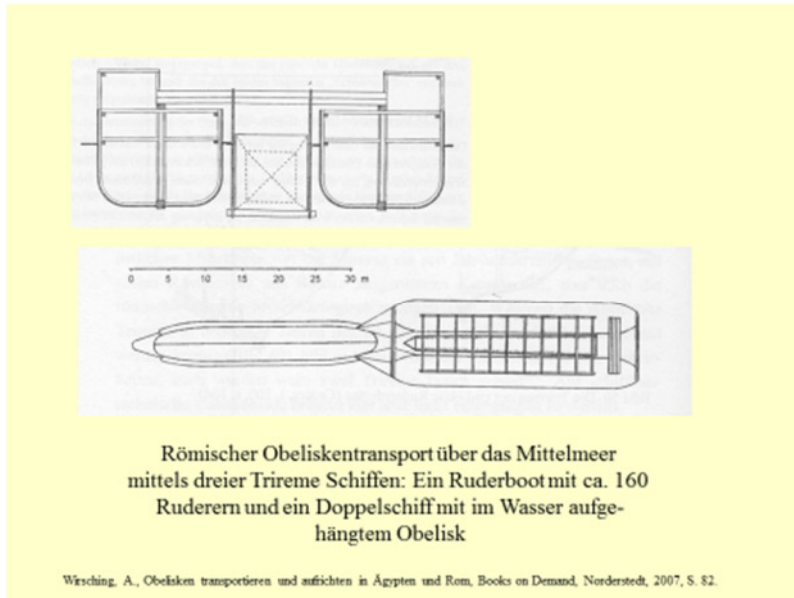 0 5 10 15 20 25 30 m
Römischer Obeliskentransport über das Mittelmeer
mittels dreier Trireme Schiffen: Ein Ruderboot mit ca. 160
Ruderern und ein Doppelschiff mit im Wasser aufge-
hängtem Obelisk
Wirsching, A., Obelisken transportieren und aufrichten in Ägypten und Rom, Books on Demand, Norderstedt, 2007, S. 82.